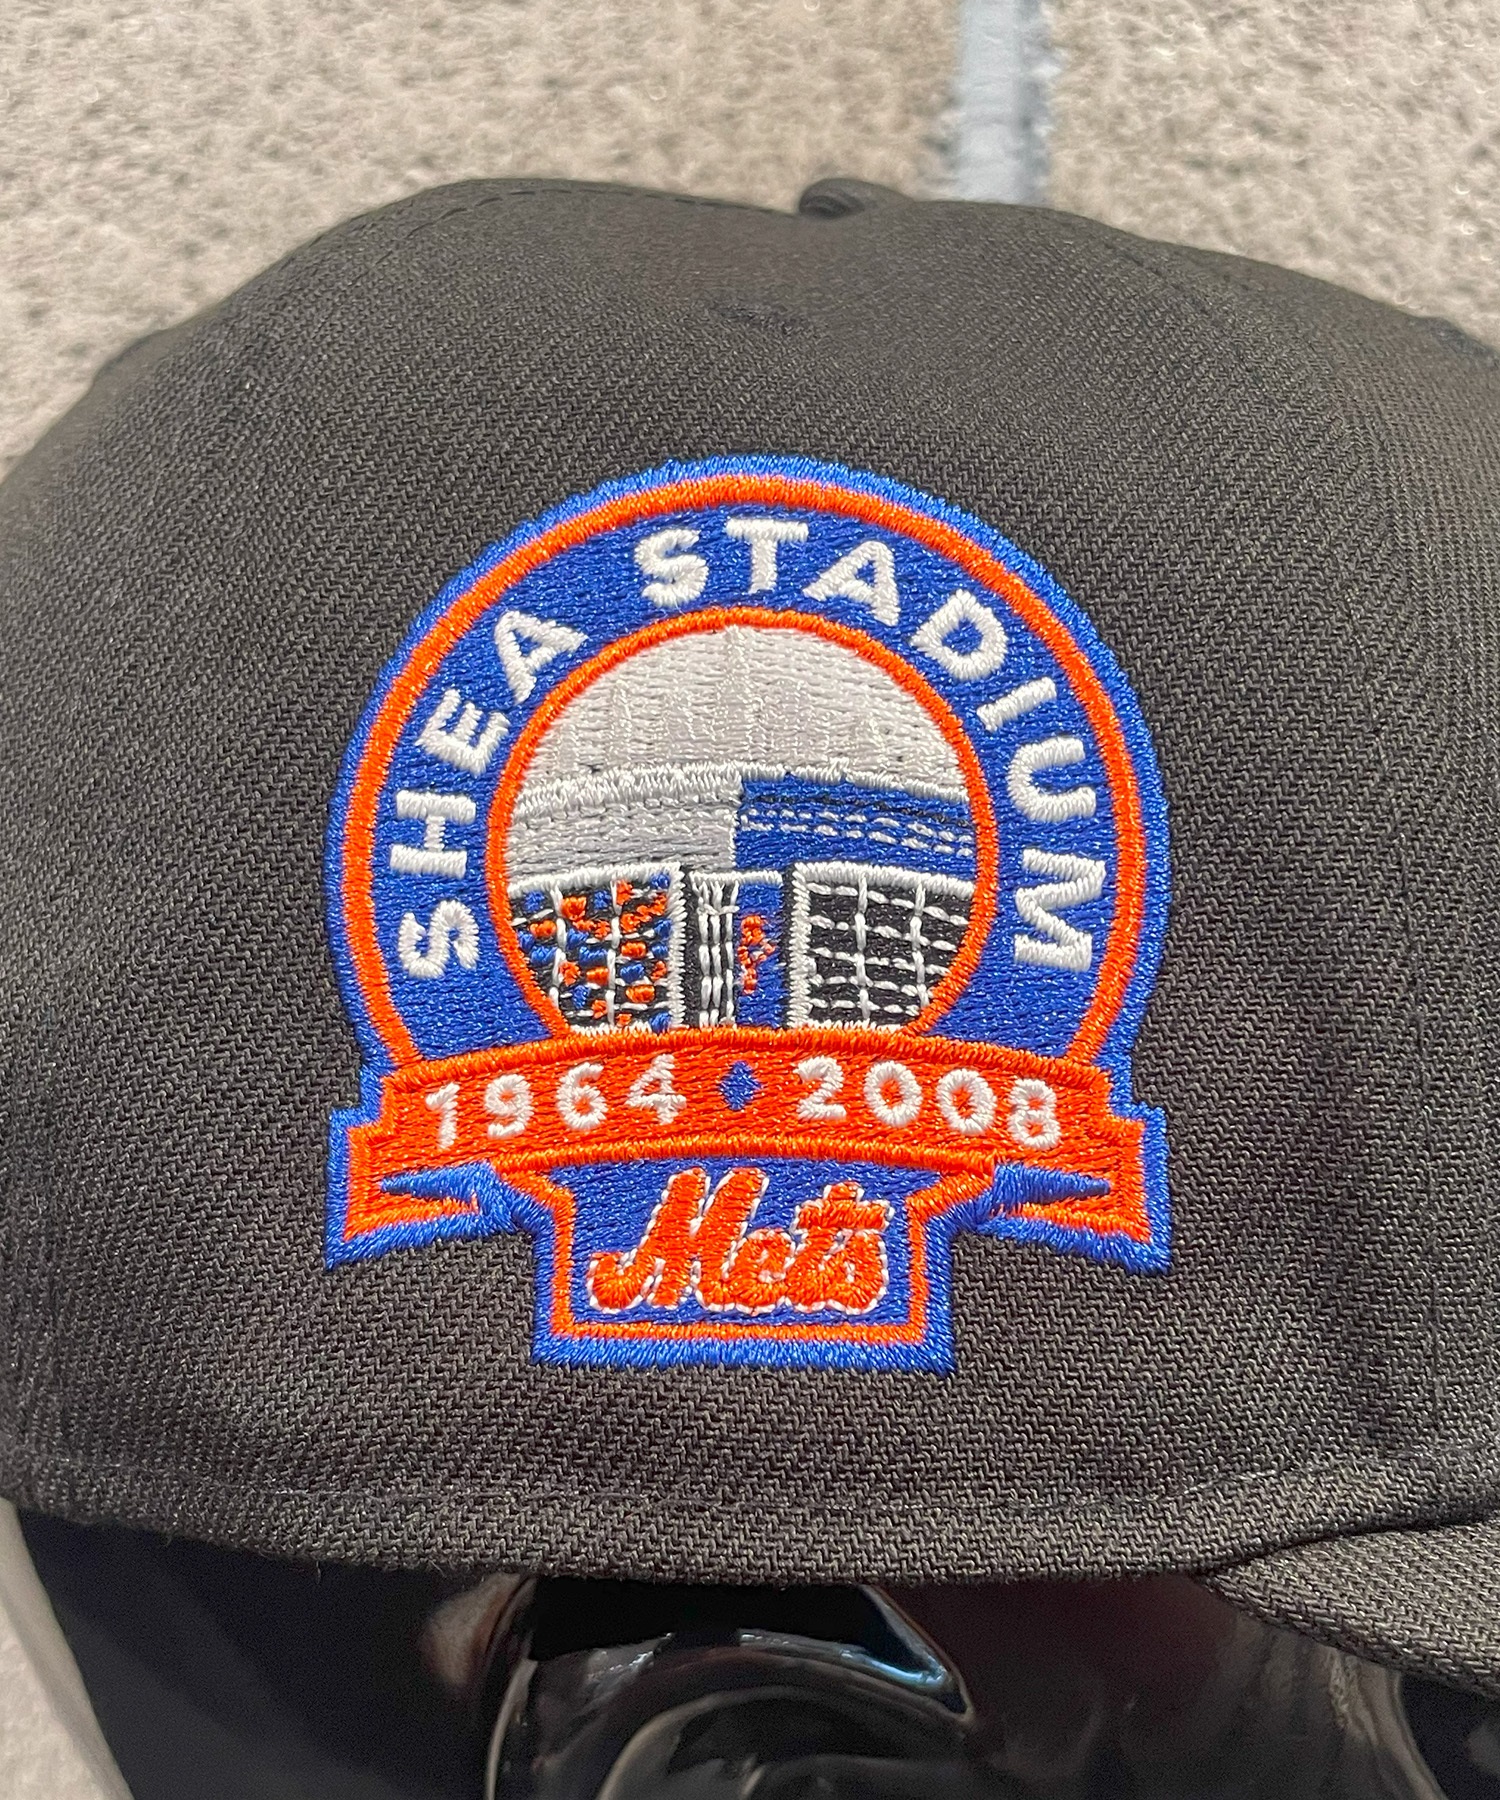 SHEA STADIUM
1964 ♦ 2008
Mets